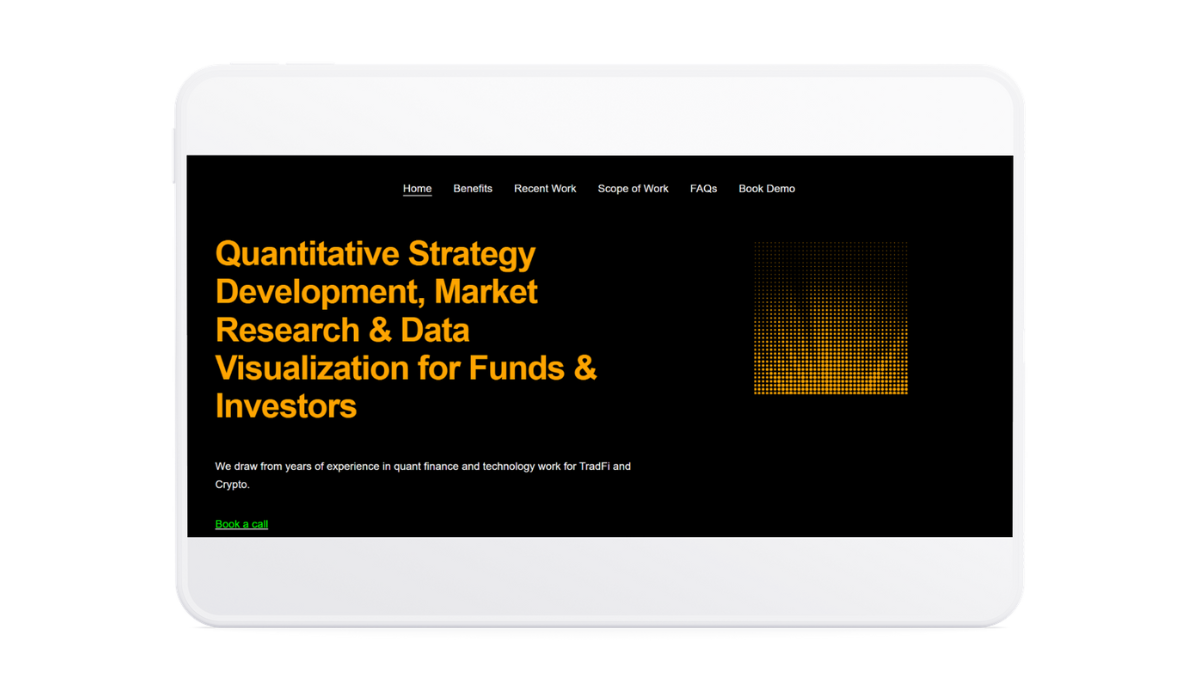 Home Benefits Recent Work Scope of Work FAQs Book Demo
Quantitative Strategy
Development, Market
Research & Data
Visualization for Funds &
Investors
We draw from years of experience in quant finance and technology work for TradFi and
Crypto.
Book a call